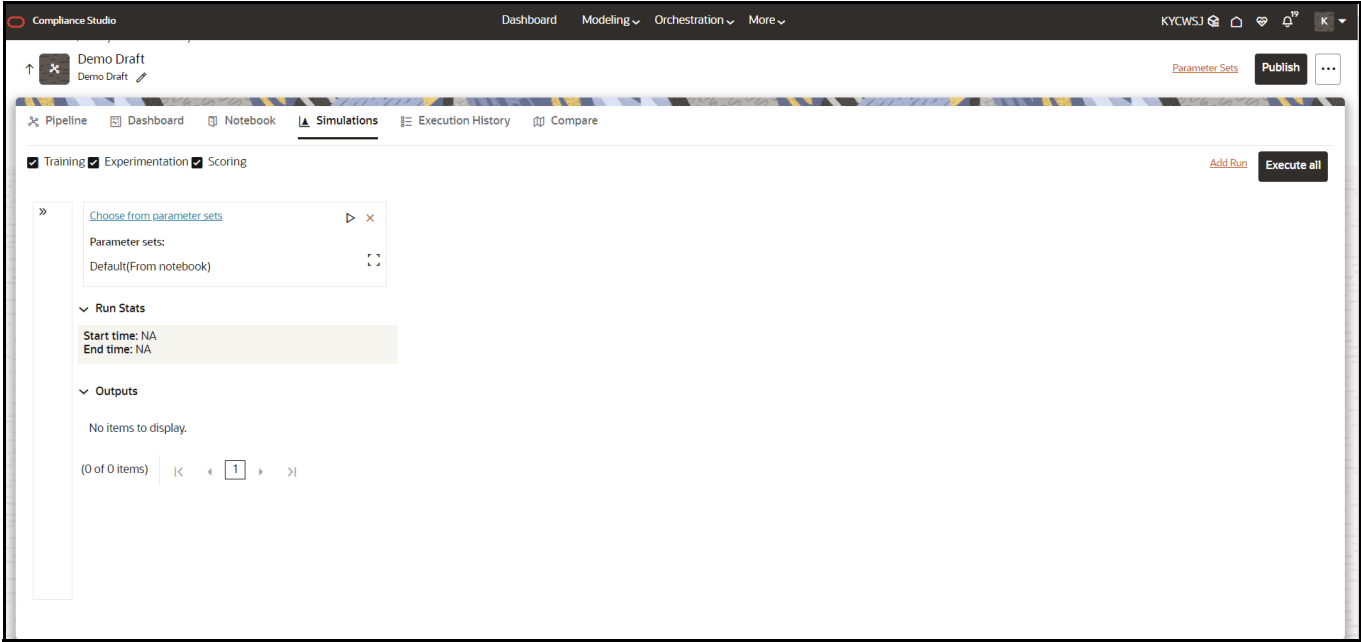 Compliance Studio Dashboard Modeling Orchestration More KYCWSJ 19 K
Demo Draft
Demo Draft Parameter Sets Publish ...
Pipeline Dashboard Notebook Simulations Execution History Compare
Training Experimentation Scoring Add Run Execute all
Choose from parameter sets
Parameter sets:
Default(From notebook)
Run Stats
Start time: NA
End time: NA
Outputs
No items to display.
(0 of 0 items) 1